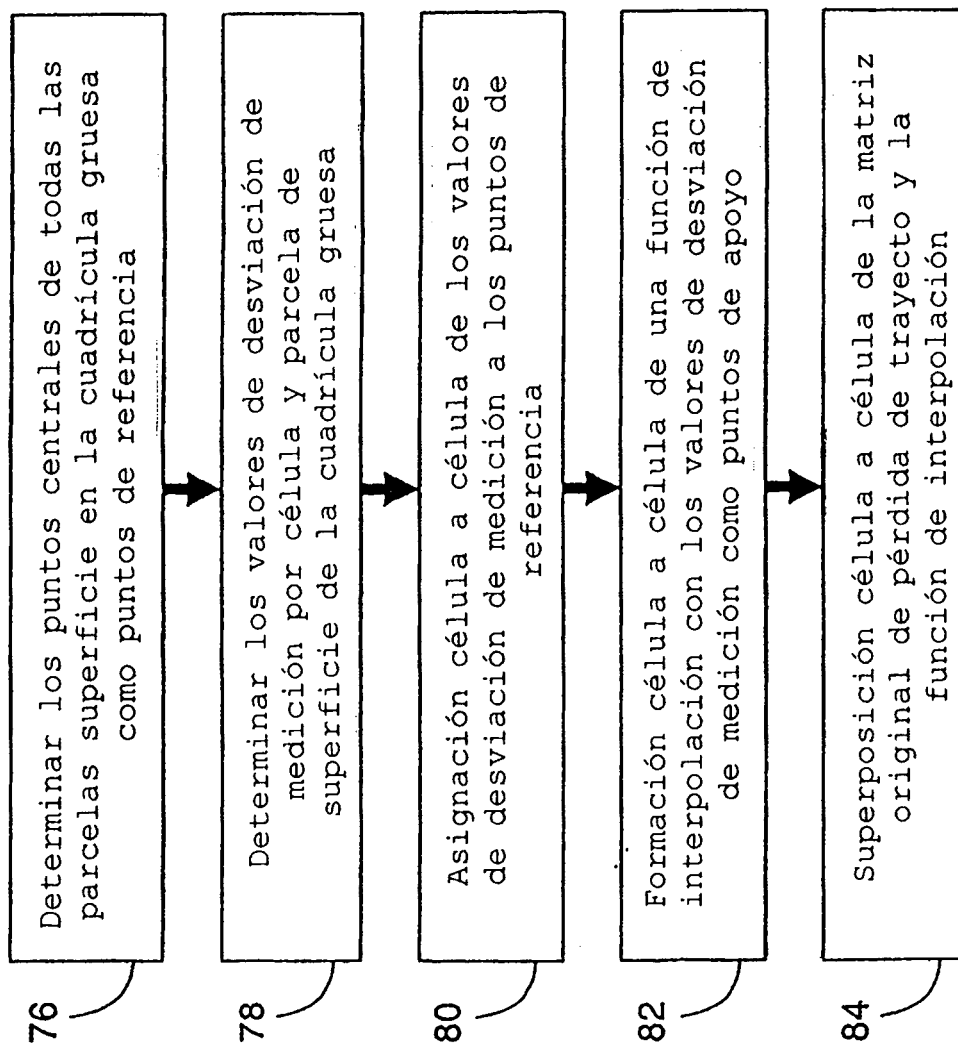 76
Determinar los puntos centrales de todas las
parcelas superficie en la cuadrícula gruesa
como puntos de referencia
78
Determinar los valores de desviación de
medición por célula y parcela de
superficie de la cuadrícula gruesa
80
Asignación célula a célula de los valores
de desviación de medición a los puntos de
referencia
82
Formación célula a célula de una función de
interpolación con los valores de desviación
de medición como puntos de apoyo
84
Superposición célula a célula de la matriz
original de pérdida de trayecto y la
función de interpolación